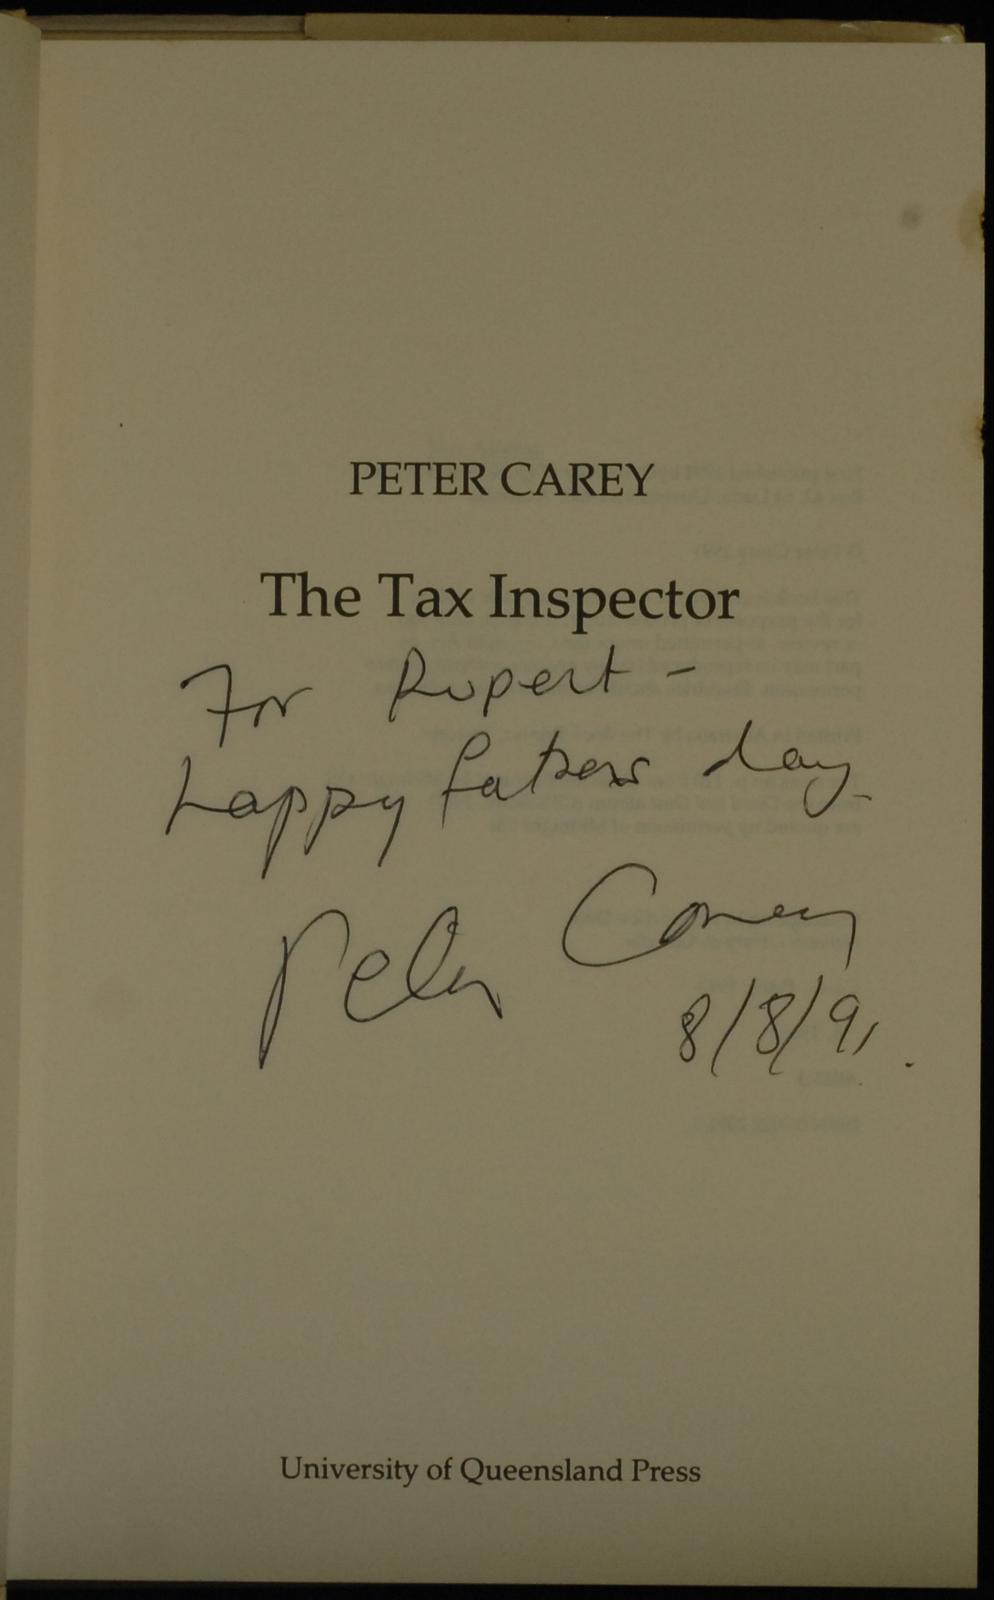 PETER CAREY
The Tax Inspector
For Rupert -
happy fathers day
Peter Carey
8/8/91.
University of Queensland Press